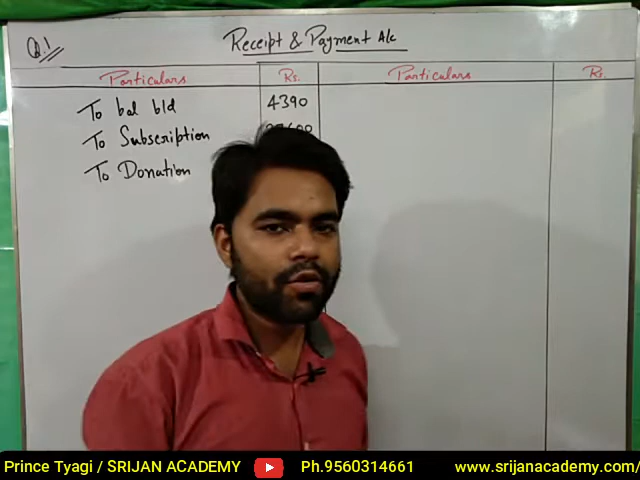 Q.1
Receipt & Payment A/c
Particulars Rs. Particulars Rs.
To bal b/d 4390
To Subscription
To Donation
Prince Tyagi / SRIJAN ACADEMY Ph.9560314661 www.srijanacademy.com/